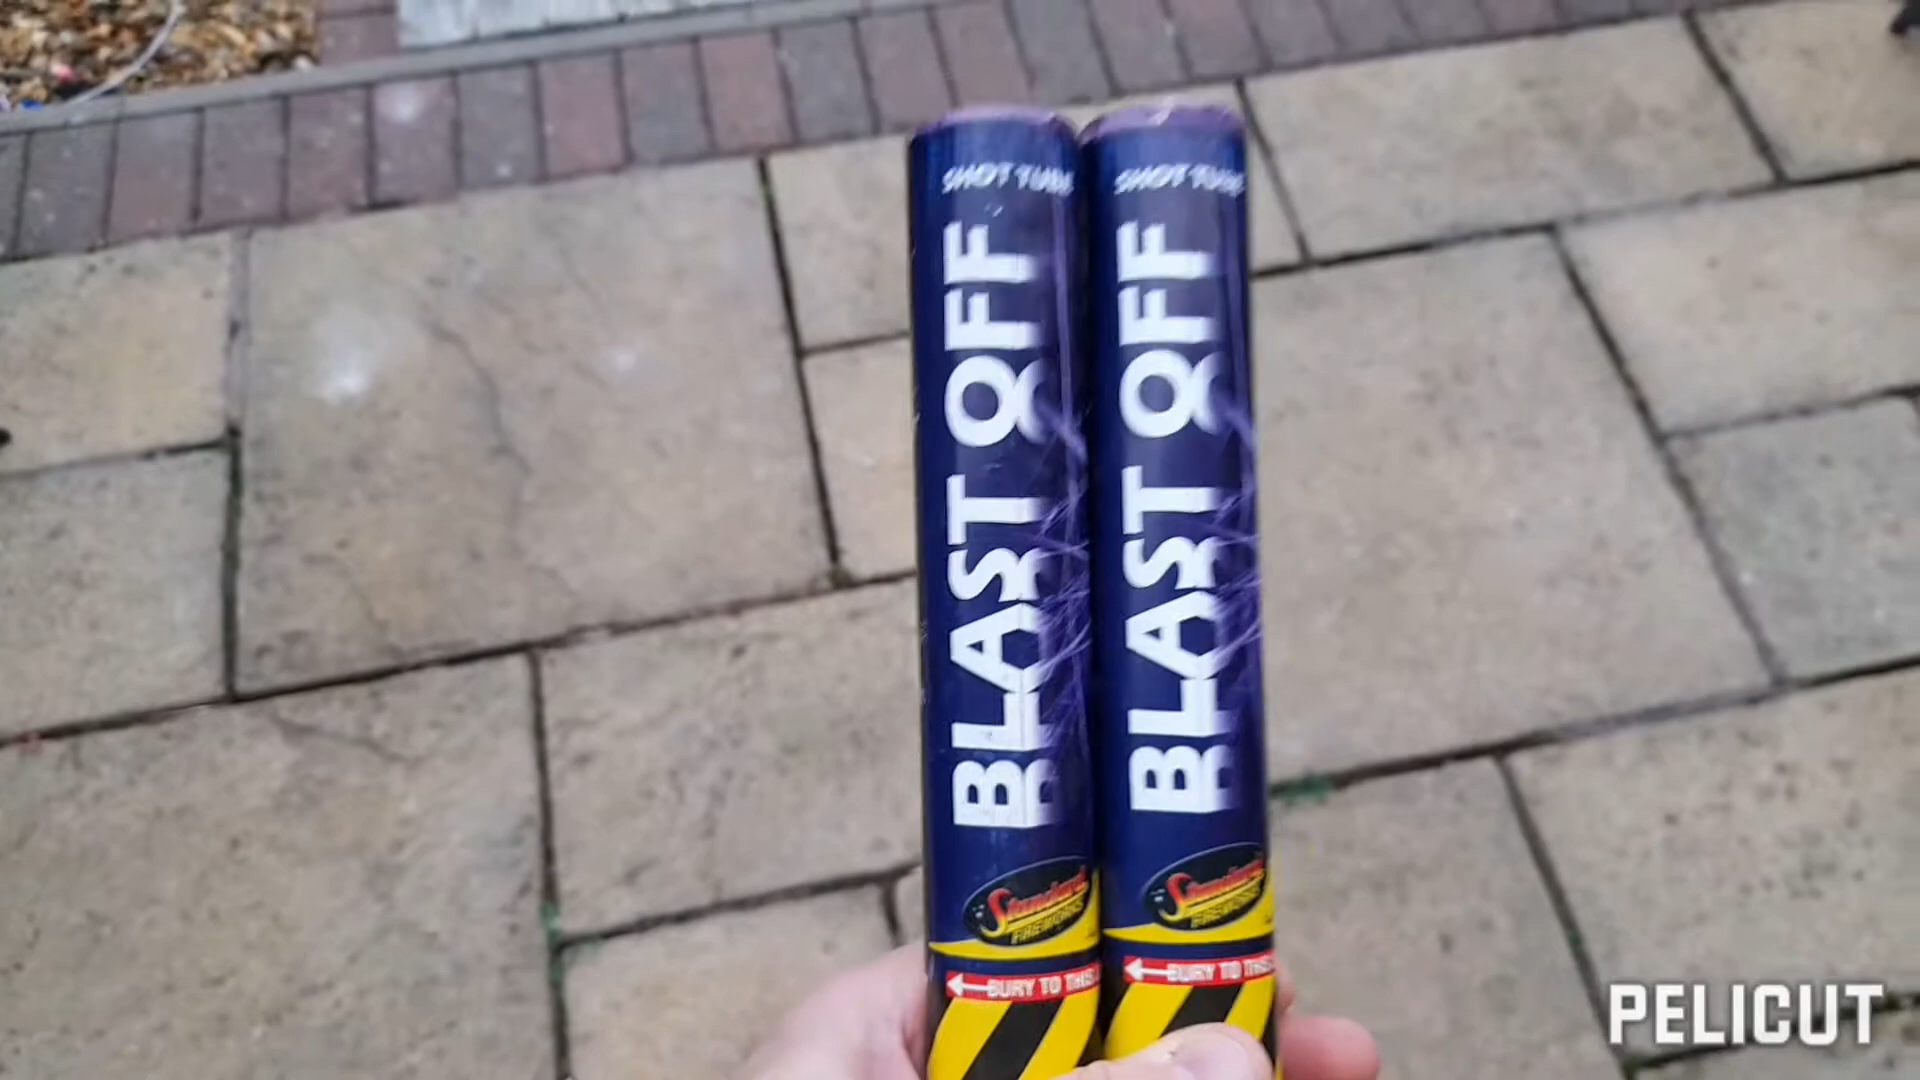 SHOT TUBE
BLAST OFF
Standard
FIREWORKS
BURY TO THIS
SHOT TUBE
BLAST OFF
Standard
FIREWORKS
BURY TO THIS
PELICUT